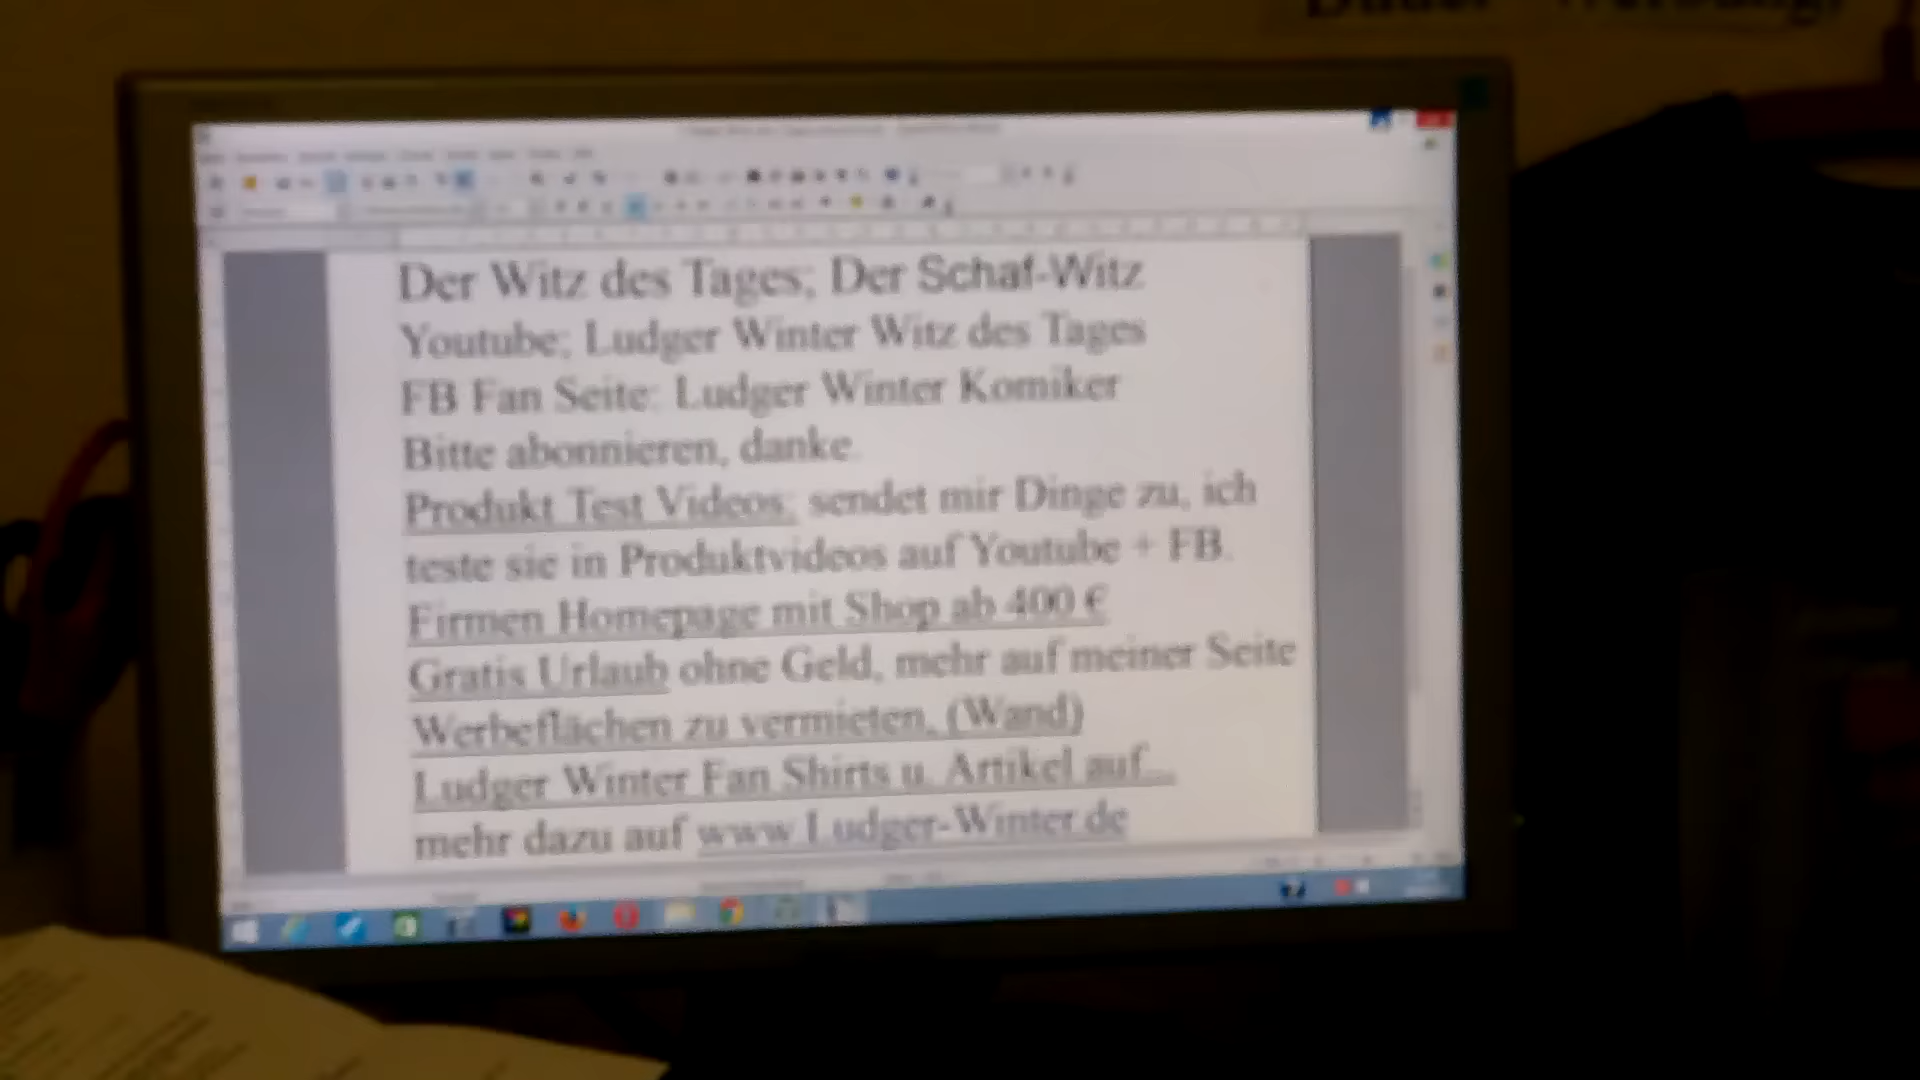 Der Witz des Tages; Der Schaf-Witz
Youtube; Ludger Winter Witz des Tages
FB Fan Seite: Ludger Winter Komiker
Bitte abonnieren, danke.
Produkt Test Videos; sendet mir Dinge zu, ich
teste sie in Produktvideos auf Youtube + FB.
Firmen Homepage mit Shop ab 400 €
Gratis Urlaub ohne Geld, mehr auf meiner Seite
Werbeflächen zu vermieten, (Wand)
Ludger Winter Fan Shirts u. Artikel auf...
mehr dazu auf www.Ludger-Winter.de